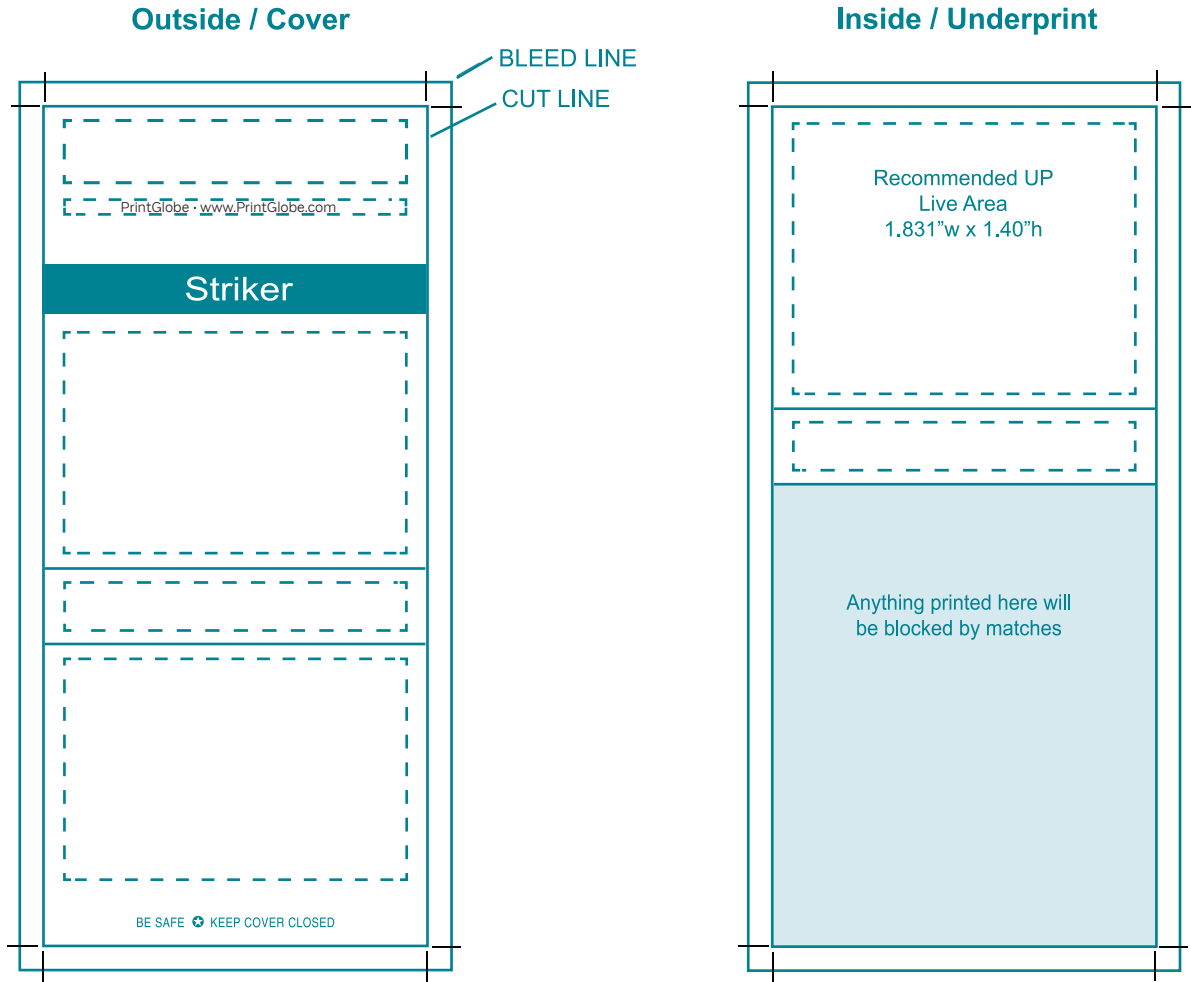 Outside / Cover
BLEED LINE
CUT LINE
PrintGlobe · www.PrintGlobe.com
Striker
BE SAFE ✪ KEEP COVER CLOSED
Inside / Underprint
Recommended UP
Live Area
1.831”w x 1.40”h
Anything printed here will
be blocked by matches